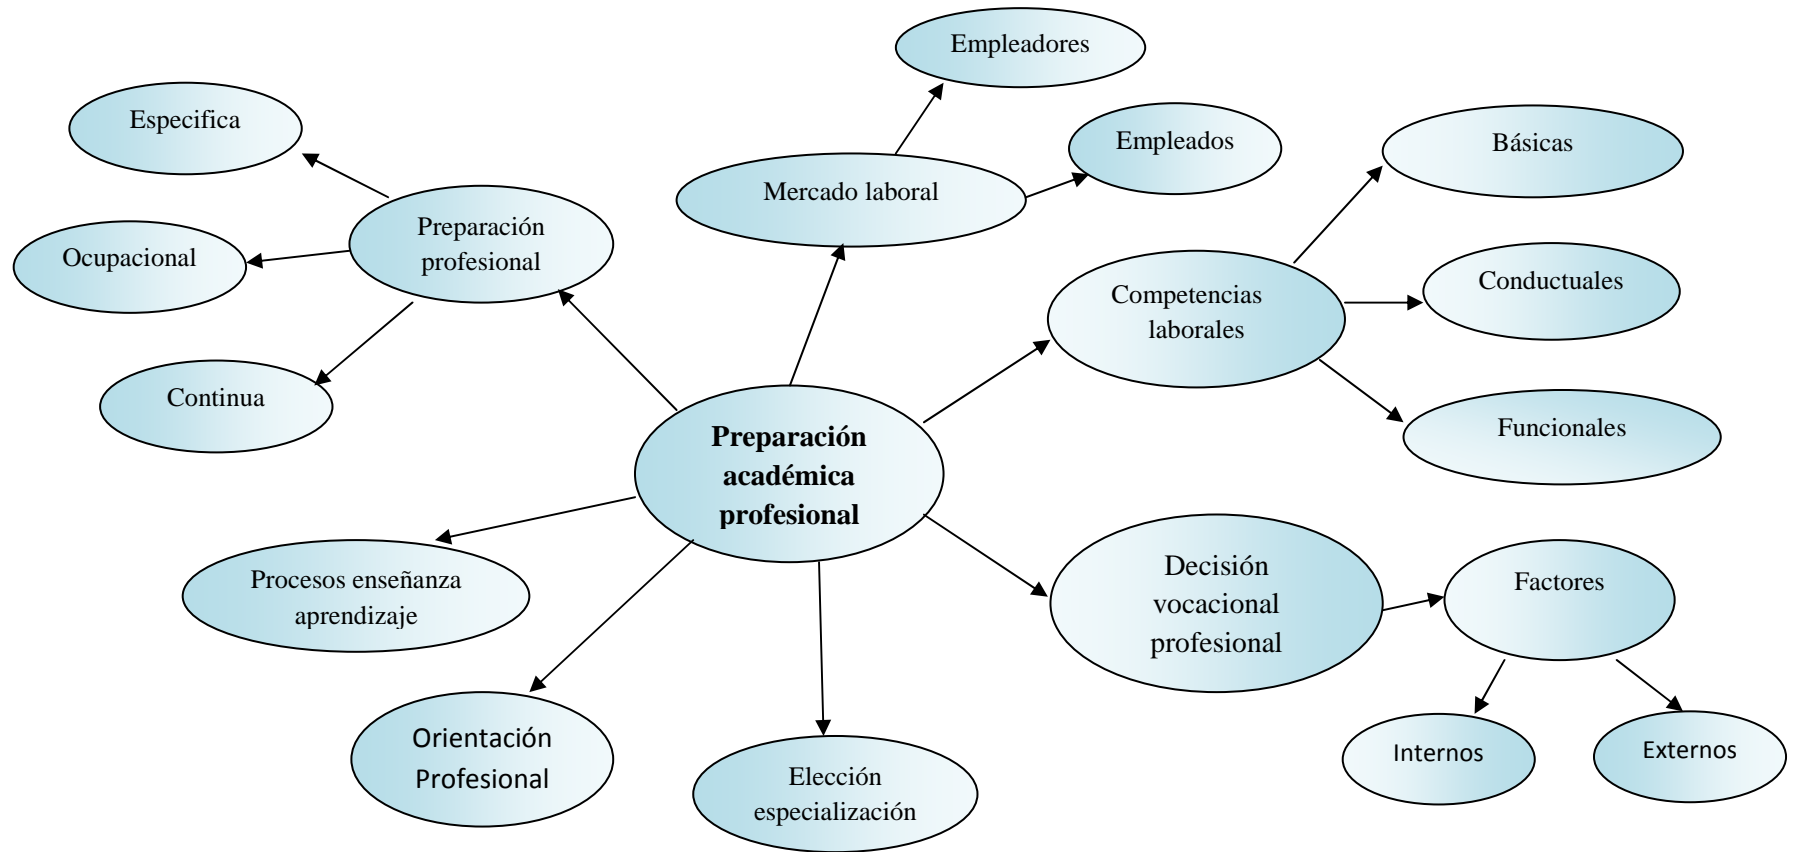 Empleadores
Especifica
Empleados
Básicas
Mercado laboral
Preparación
profesional
Ocupacional
Competencias
laborales
Conductuales
Continua
Funcionales
Preparación
académica
profesional
Procesos enseñanza
aprendizaje
Decisión
vocacional
profesional
Factores
Orientación
Profesional
Elección
especialización
Internos
Externos